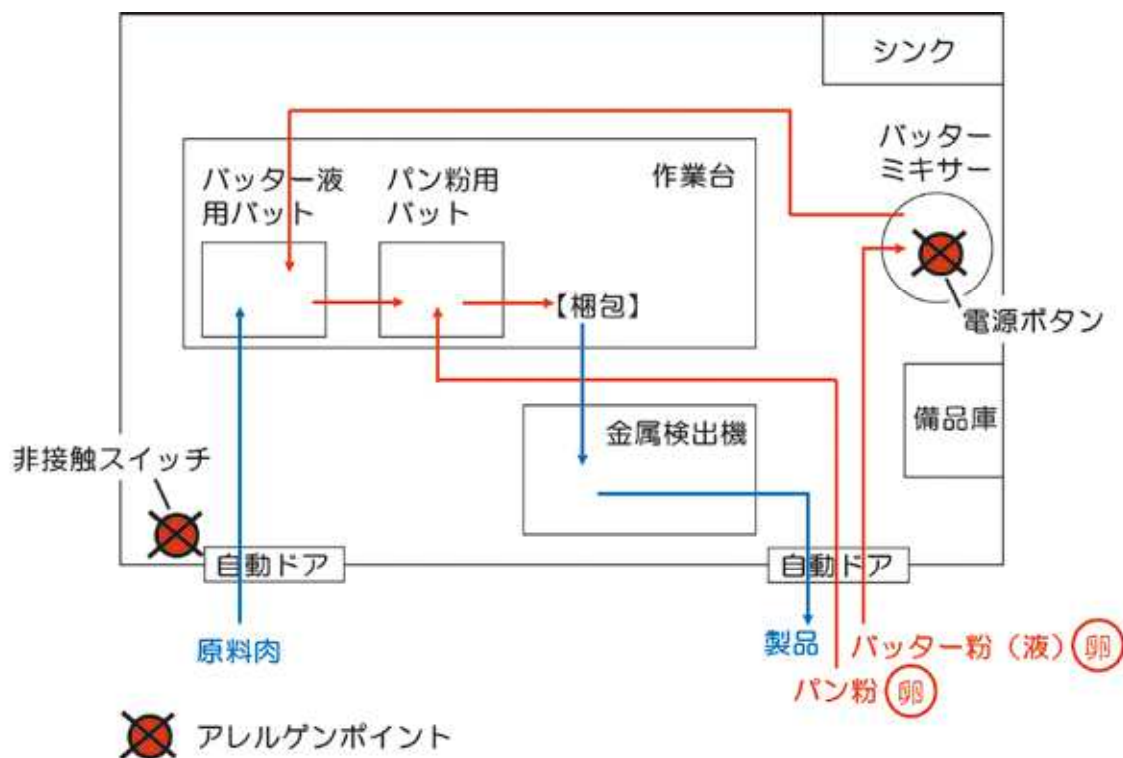 シンク
バッター
ミキサー
作業台
バッター液
用バット
パン粉用
バット
【梱包】
電源ボタン
備品庫
金属検出機
非接触スイッチ
自動ドア
自動ドア
原料肉
製品
バッター粉（液）卵
パン粉 卵
アレルゲンポイント